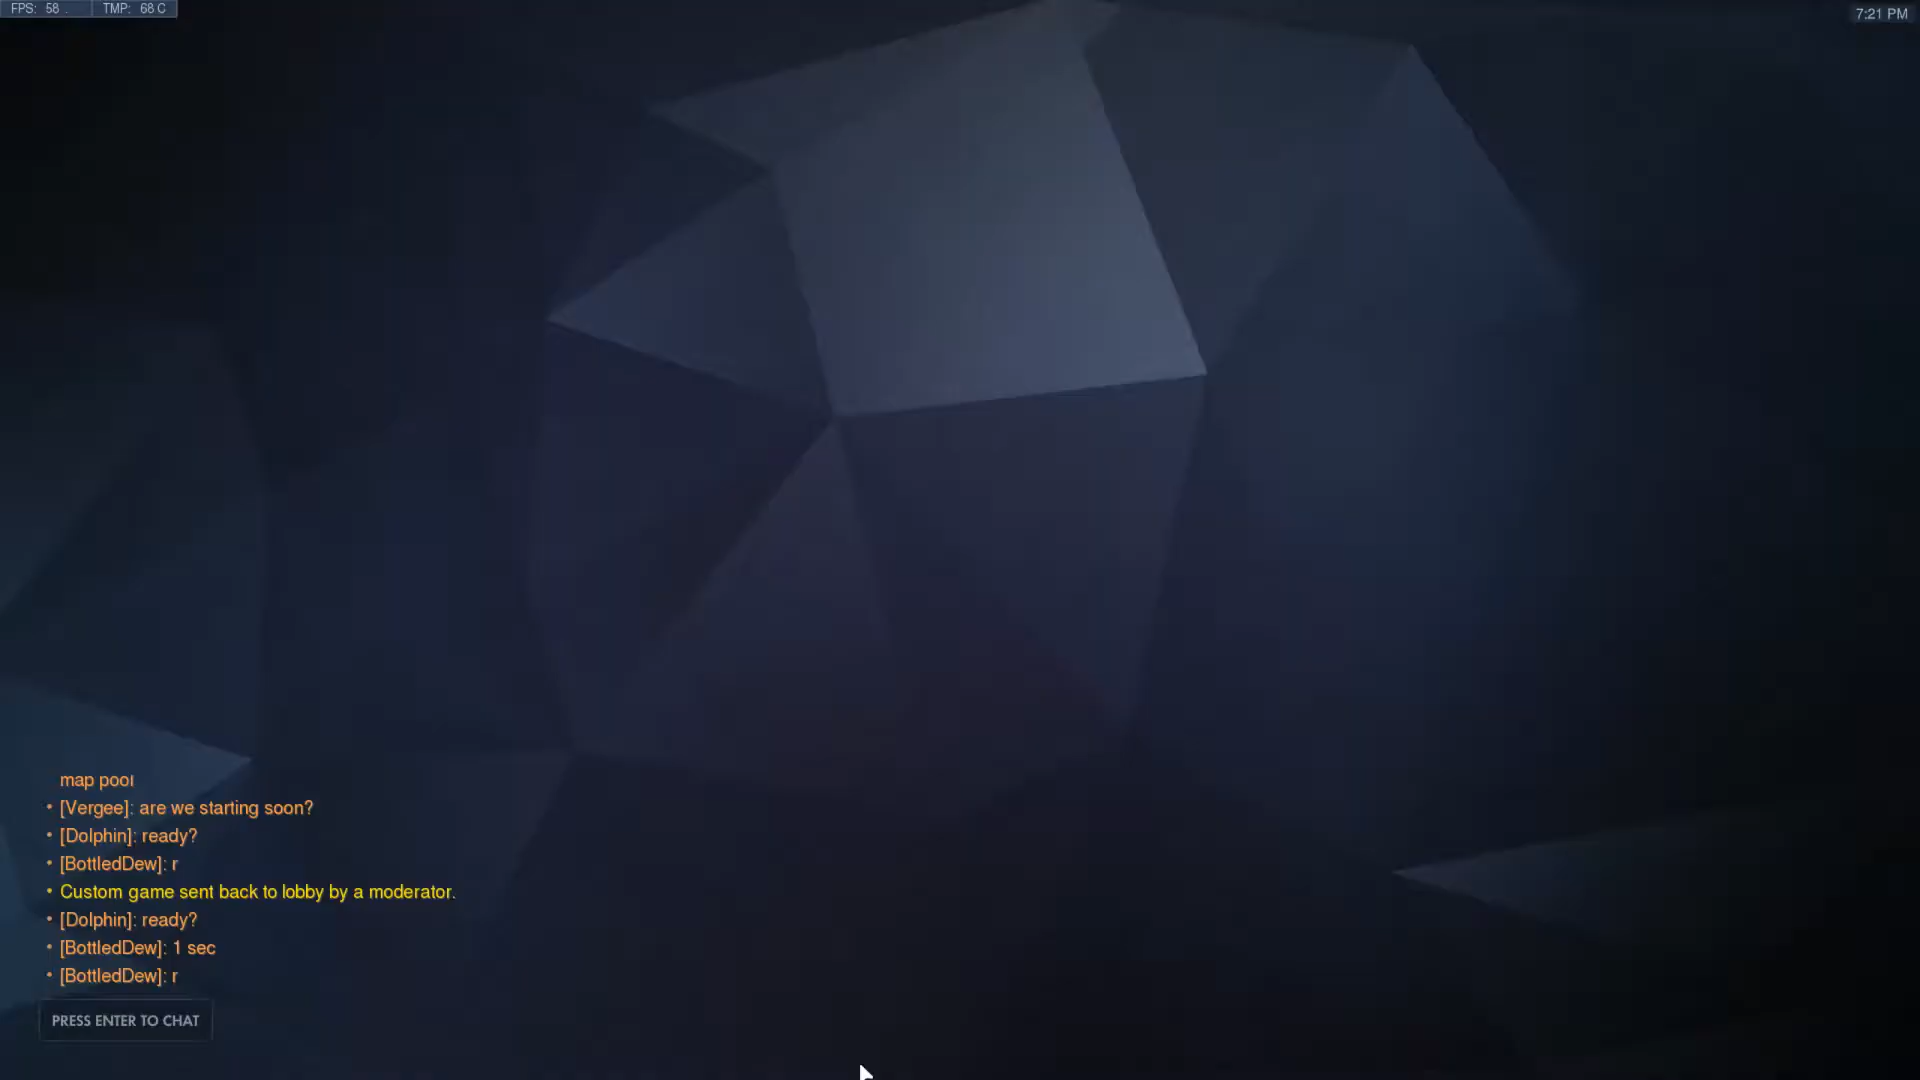 FPS: 58 . TMP: 68 C
7:21 PM
map pool
• [Vergee]: are we starting soon?
• [Dolphin]: ready?
• [BottledDew]: r
• Custom game sent back to lobby by a moderator.
• [Dolphin]: ready?
• [BottledDew]: 1 sec
• [BottledDew]: r
PRESS ENTER TO CHAT